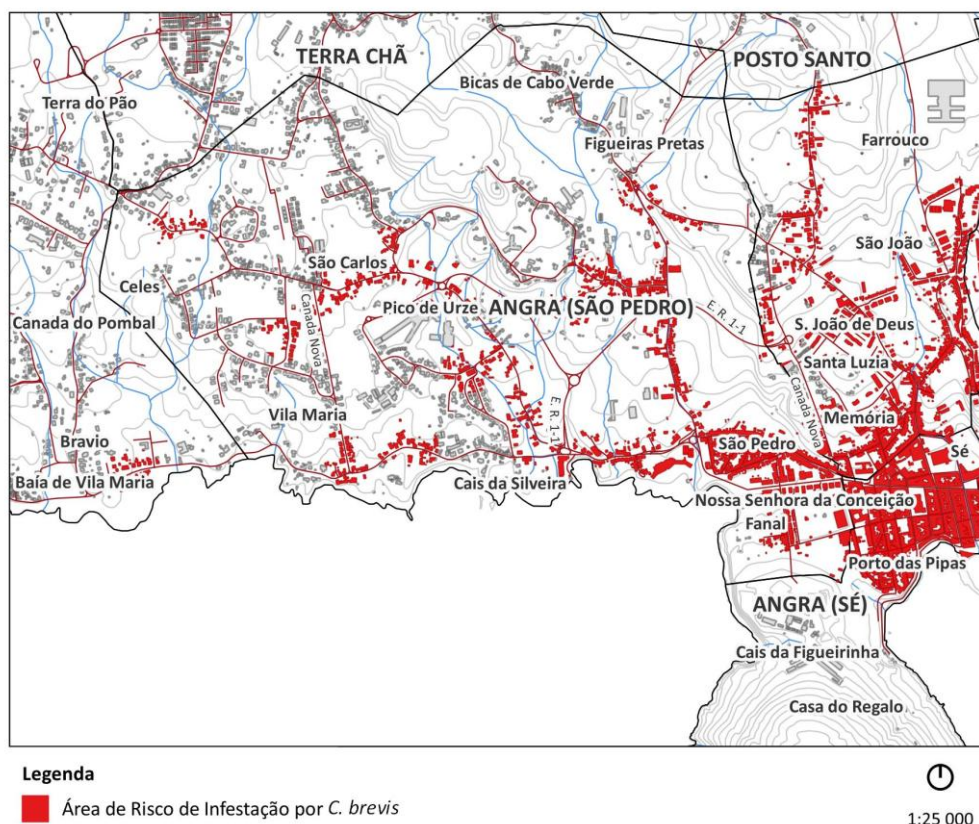 TERRA CHÃ
POSTO SANTO
Bicas de Cabo Verde
Terra do Pão
Figueiras Pretas
Farrouco
São João
São Carlos
Celes
Pico de Urze
ANGRA (SÃO PEDRO)
Canada do Pombal
Canada Nova
E. R. 1-1
S. João de Deus
Santa Luzia
Canada Nova
Vila Maria
E. R. 1-1
Memória
Bravio
São Pedro
Sé
Baía de Vila Maria
Cais da Silveira
Nossa Senhora da Conceição
Fanal
Porto das Pipas
ANGRA (SÉ)
Cais da Figueirinha
Casa do Regalo
Legenda
Área de Risco de Infestação por C. brevis
1:25 000